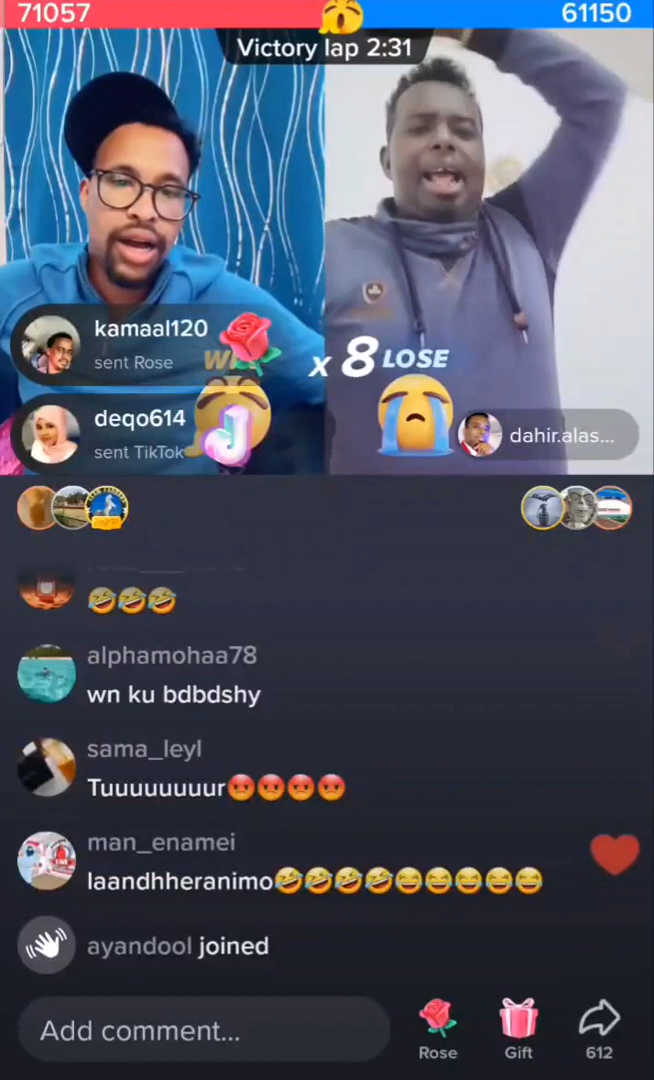 71057
61150
Victory lap 2:31
kamaal120
sent Rose
x 8
LOSE
deqo614
sent TikTok
dahir.alas...
alphamohaa78
wn ku bdbdshy
sama_leyl
Tuuuuuuuur😡😡😡😡
man_enamei
laandhheranimo🤣🤣🤣🤣😂😂😂😂😂
ayandool joined
Add comment...
Rose
Gift
612